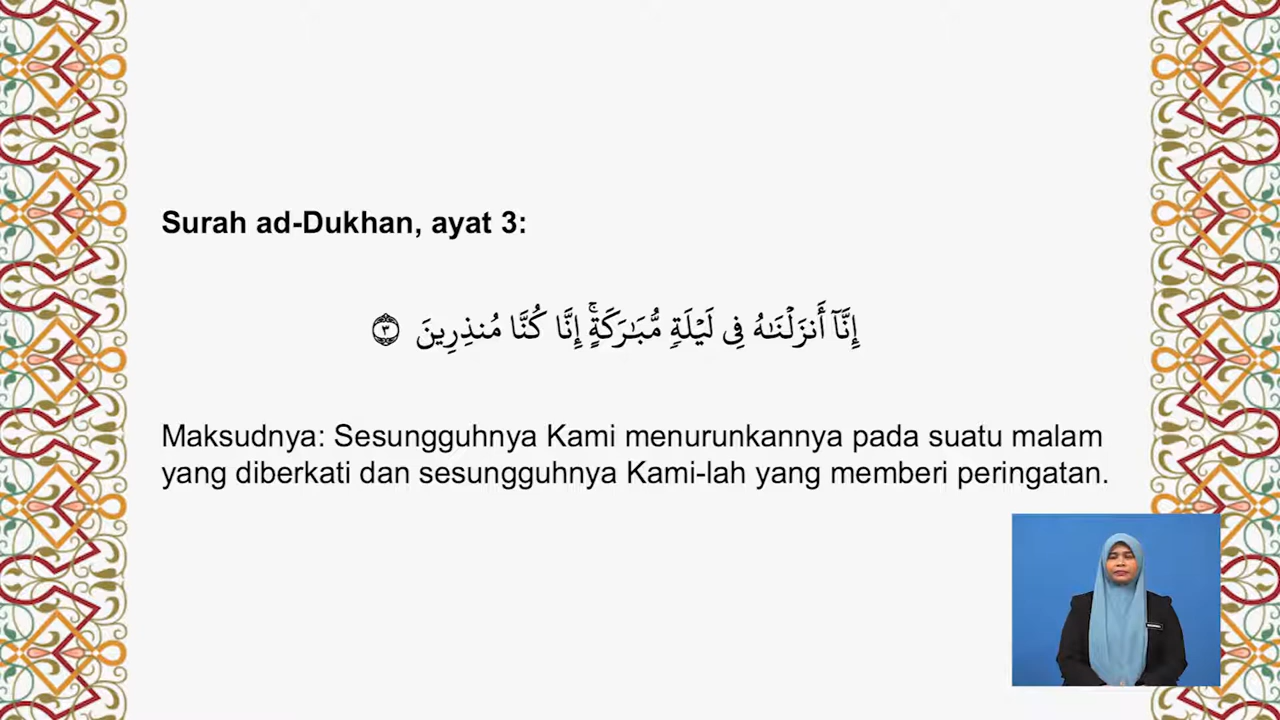 Surah ad-Dukhan, ayat 3:
إِنَّآ أَنزَلْنَـٰهُ فِى لَيْلَةٍ مُّبَـٰرَكَةٍ ۚ إِنَّا كُنَّا مُنذِرِينَ ٣
Maksudnya: Sesungguhnya Kami menurunkannya pada suatu malam
yang diberkati dan sesungguhnya Kami-lah yang memberi peringatan.